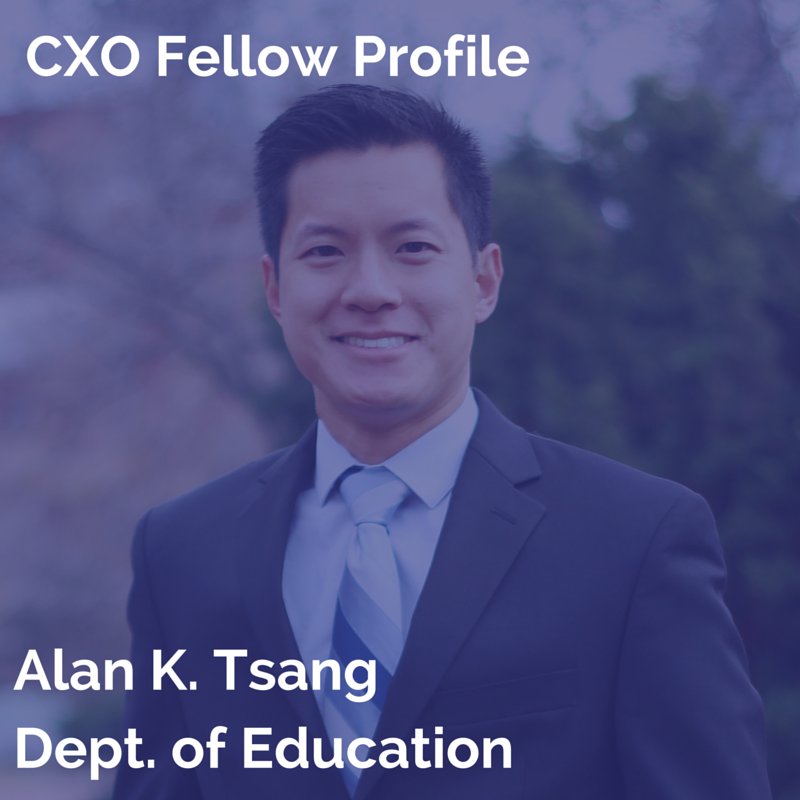 CXO Fellow Profile
Alan K. Tsang
Dept. of Education